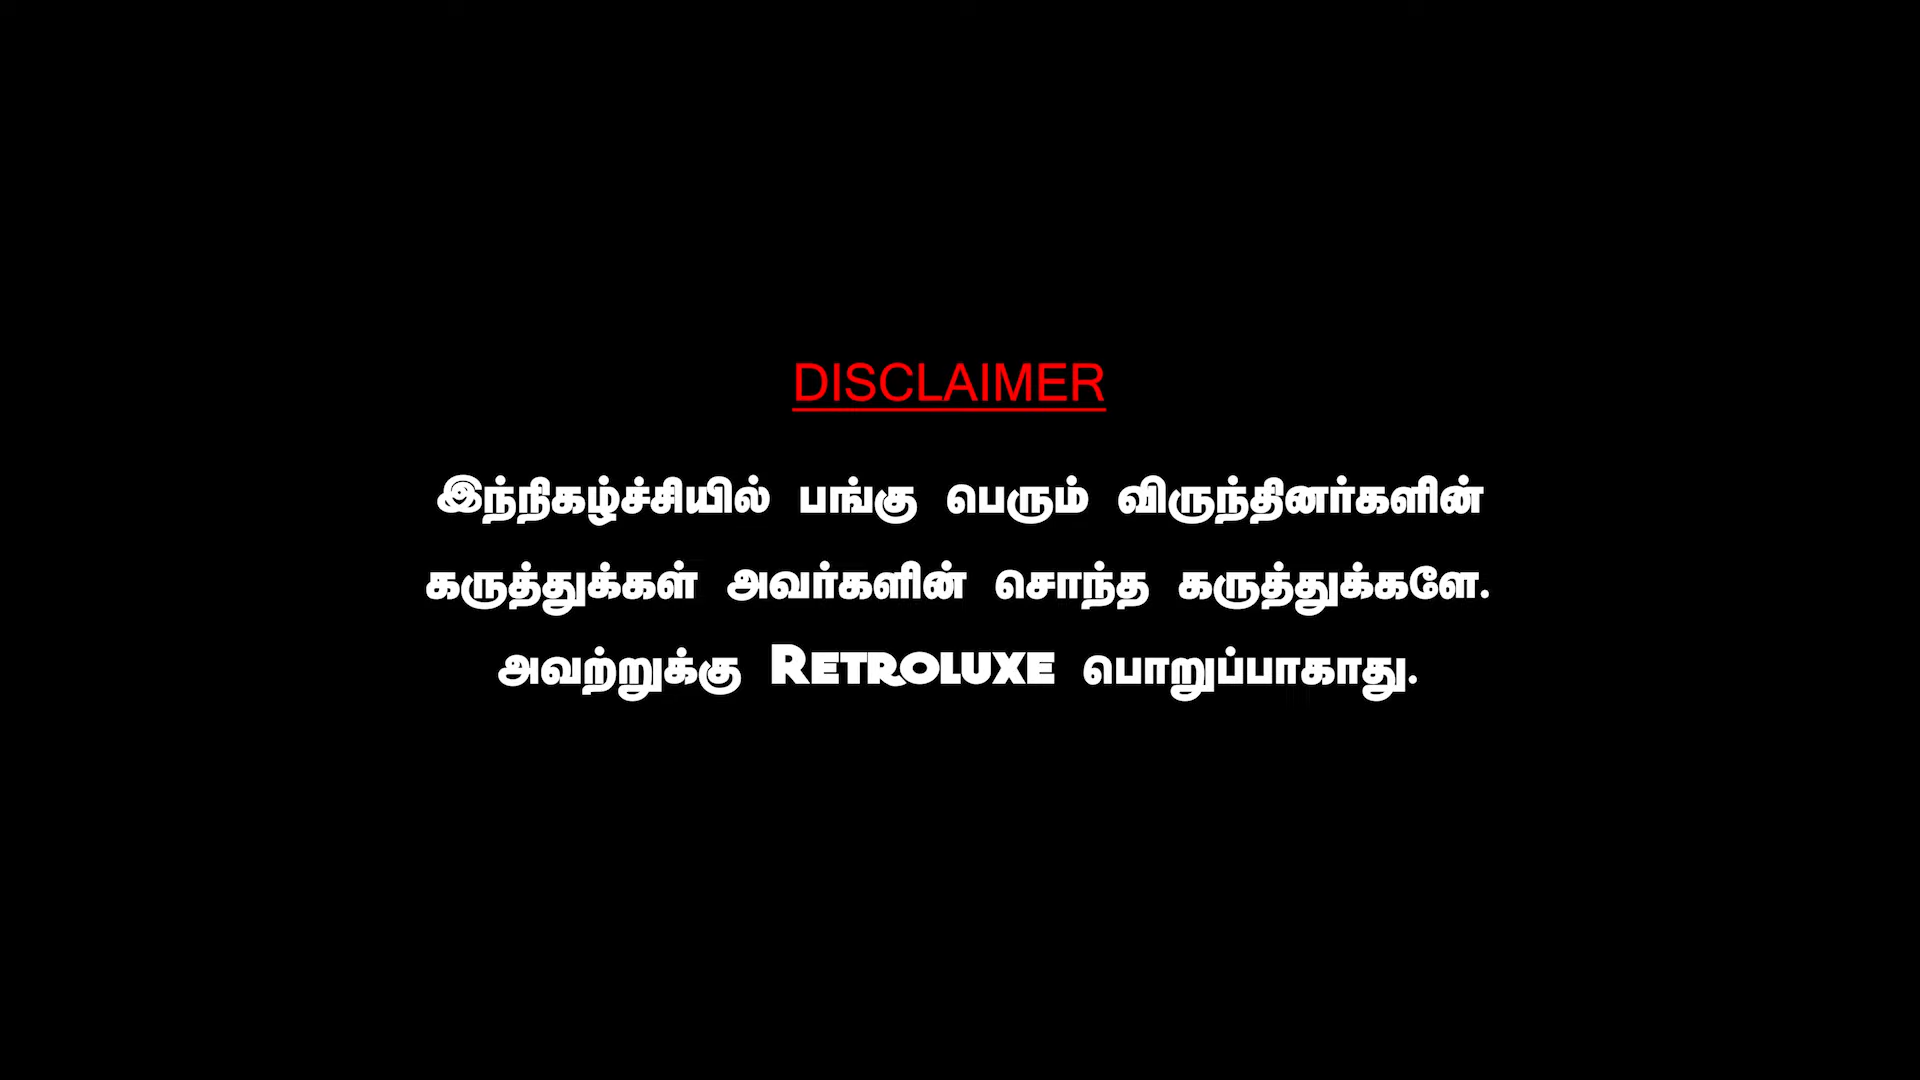 DISCLAIMER
இந்நிகழ்ச்சியில் பங்கு பெரும் விருந்தினர்களின்
கருத்துக்கள் அவர்களின் சொந்த கருத்துக்களே.
அவற்றுக்கு RETROLUXE பொறுப்பாகாது.